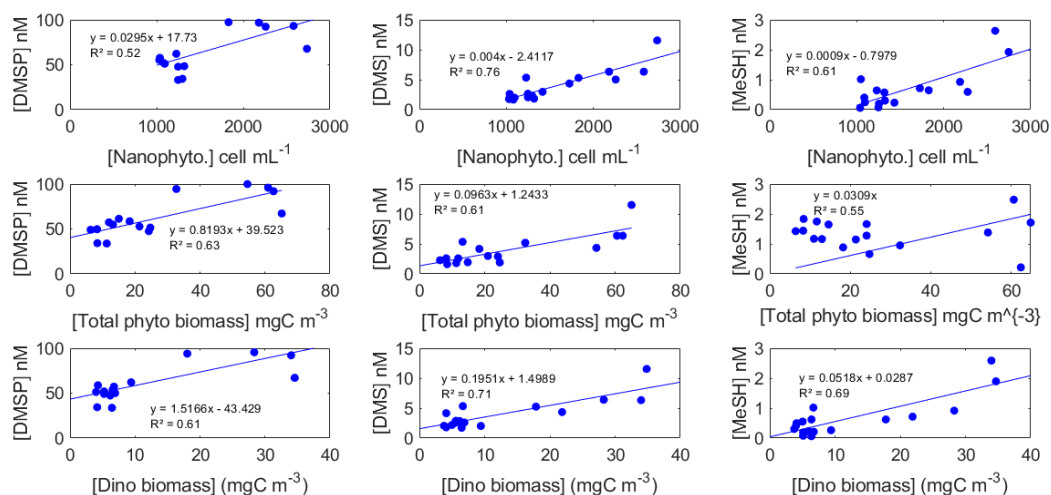 100
50
0
[DMSP] nM
y = 0.0295x + 17.73
R² = 0.52
0 1000 2000 3000
[Nanophyto.] cell mL⁻¹
15
10
5
0
[DMS] nM
y = 0.004x - 2.4117
R² = 0.76
0 1000 2000 3000
[Nanophyto.] cell mL⁻¹
3
2
1
0
[MeSH] nM
y = 0.0009x - 0.7979
R² = 0.61
0 1000 2000 3000
[Nanophyto.] cell mL⁻¹
100
50
0
[DMSP] nM
y = 0.8193x + 39.523
R² = 0.63
0 20 40 60 80
[Total phyto biomass] mgC m⁻³
15
10
5
0
[DMS] nM
y = 0.0963x + 1.2433
R² = 0.61
0 20 40 60 80
[Total phyto biomass] mgC m⁻³
3
2
1
0
[MeSH] nM
y = 0.0309x
R² = 0.55
0 20 40 60
[Total phyto biomass] mgC m^{-3}
100
50
0
[DMSP] nM
y = 1.5166x - 43.429
R² = 0.61
0 10 20 30 40
[Dino biomass] (mgC m⁻³)
15
10
5
0
[DMS] nM
y = 0.1951x + 1.4989
R² = 0.71
0 10 20 30 40
[Dino biomass] (mgC m⁻³)
3
2
1
0
[MeSH] nM
y = 0.0518x + 0.0287
R² = 0.69
0 10 20 30 40
[Dino biomass] (mgC m⁻³)